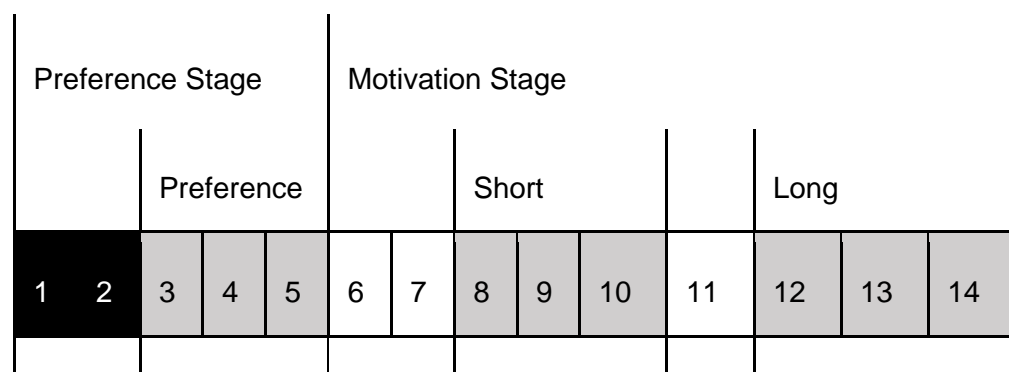 Preference Stage Motivation Stage
Preference Short Long
1 2 3 4 5 6 7 8 9 10 11 12 13 14